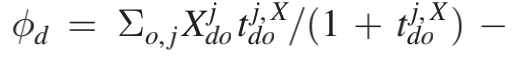 ϕ_d = Σ_{o,j} X^j_{do} t^{j,X}_{do}/(1 + t^{j,X}_{do}) −